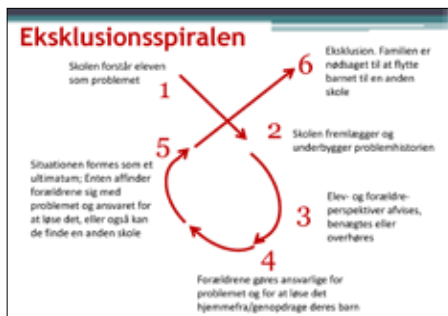 Eksklusionsspiralen
Skolen forstår eleven
som problemet
1
6
Eksklusion. Familien er
nødsaget til at flytte
barnet til en anden
skole
2
Skolen fremlægger og
underbygger problemhistorien
5
Situationen formes som et
ultimatum; Enten affinder
forældrene sig med
problemet og ansvaret for
at løse det, eller også kan
de finde en anden skole
3
Elev- og forældre-
perspektiver afvises,
benægtes eller
overhøres
4
Forældrene gøres ansvarlige for
problemet og for at løse det
hjemmefra/genopdrage deres barn